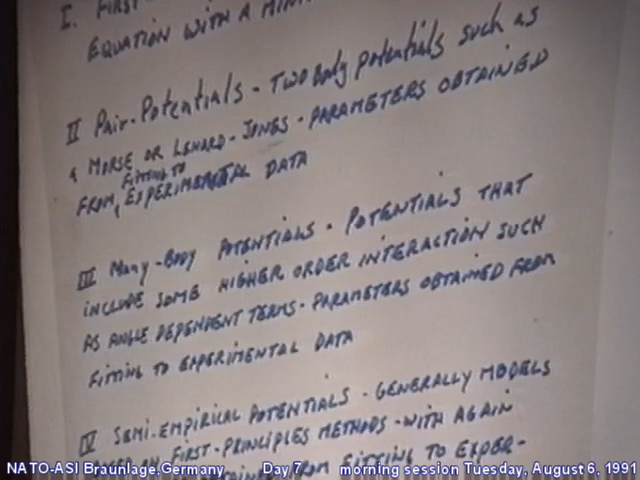 I. FIRST-
EQUATION WITH A
II Pair-Potentials - Two Body potentials such as
a MORSE OR LENARD-JONES - PARAMETERS OBTAINED
FITTING TO
FROM EXPERIMENTAL DATA
III Many-BODY POTENTIALS - POTENTIALS THAT
INCLUDE SOME HIGHER ORDER INTERACTION SUCH
AS ANGLE DEPENDENT TERMS - PARAMETERS OBTAINED FROM
FITTING TO EXPERIMENTAL DATA
IV SEMI-EMPIRICAL POTENTIALS - GENERALLY MODELS
ON FIRST-PRINCIPLES METHODS - WITH AGAIN
FROM FITTING TO EXPER-
NATO-ASI Braunlage,Germany Day 7 morning session Tuesday, August 6, 1991